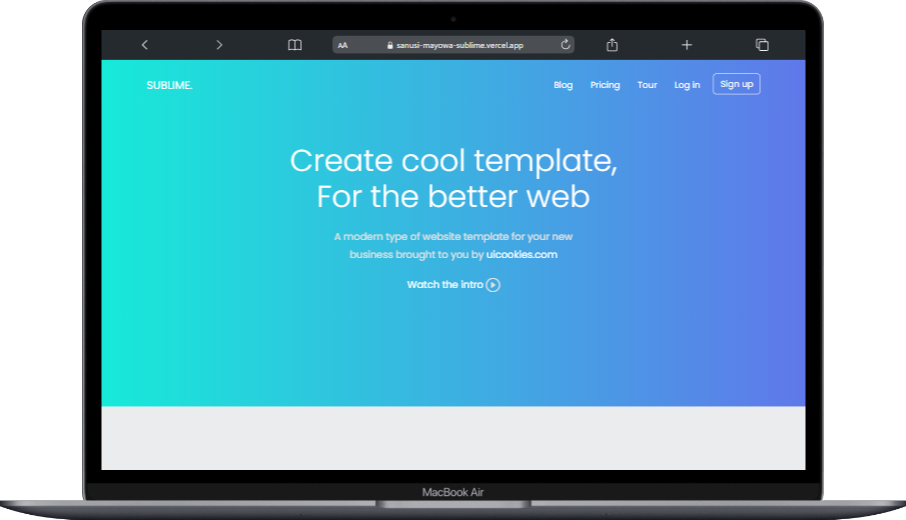 AA
sanusi-mayowa-sublime.vercel.app
SUBLIME.
Blog Pricing Tour Log in Sign up
Create cool template,
For the better web
A modern type of website template for your new
business brought to you by uicookies.com
Watch the intro
MacBook Air